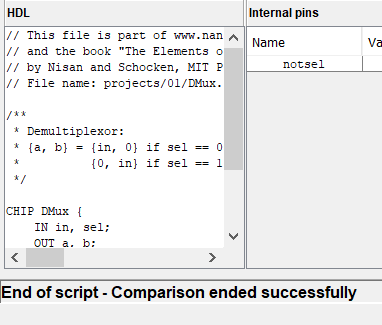 HDL
// This file is part of www.nan
// and the book "The Elements o
// by Nisan and Schocken, MIT P
// File name: projects/01/DMux.
/**
* Demultiplexor:
* {a, b} = {in, 0} if sel == 0
* {0, in} if sel == 1
*/
CHIP DMux {
IN in, sel;
OUT a, b;
Internal pins
Name Va
notsel
End of script - Comparison ended successfully